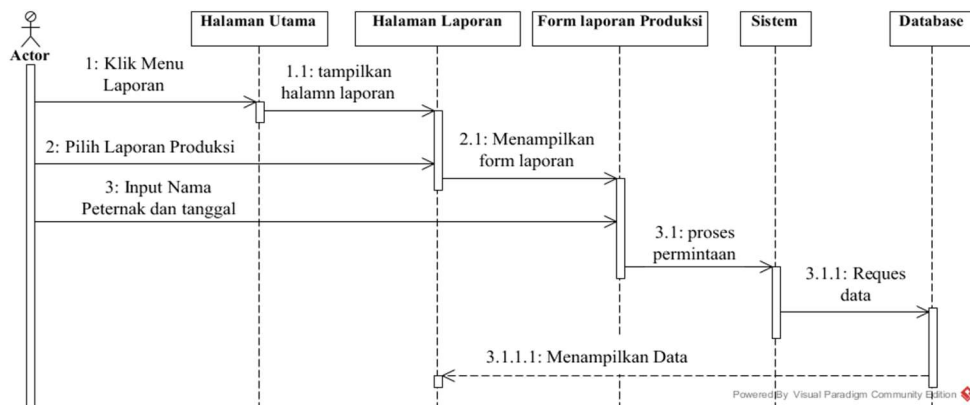 Halaman Utama
Halaman Laporan
Form laporan Produksi
Sistem
Database
Actor
1: Klik Menu
Laporan
1.1: tampilkan
halamn laporan
2: Pilih Laporan Produksi
2.1: Menampilkan
form laporan
3: Input Nama
Peternak dan tanggal
3.1: proses
permintaan
3.1.1: Reques
data
3.1.1.1: Menampilkan Data
Powered By Visual Paradigm Community Edition